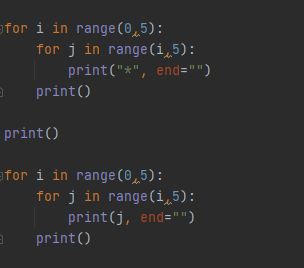 for i in range(0,5):
    for j in range(i,5):
        print("*", end="")
    print()

print()

for i in range(0,5):
    for j in range(i,5):
        print(j, end="")
    print()